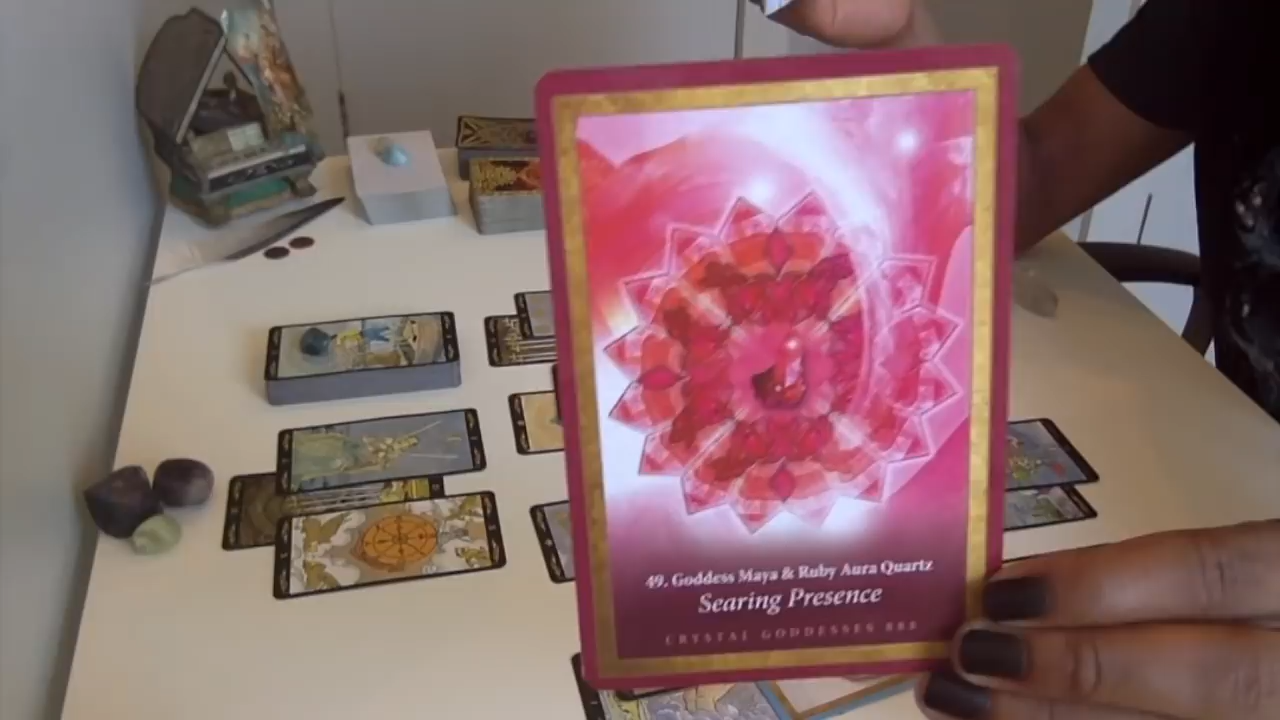 49. Goddess Maya & Ruby Aura Quartz
Searing Presence
CRYSTAL GODDESSES 888